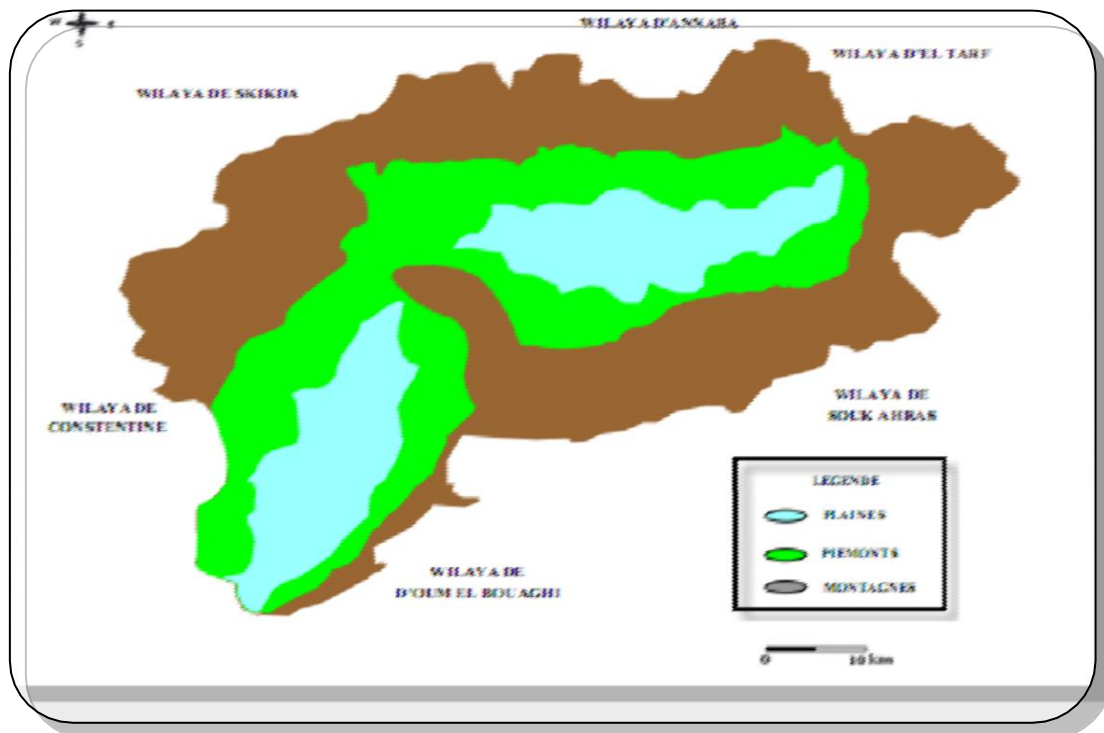 WILAYA D'ANNABA
WILAYA D'EL TARF
WILAYA DE SKIKDA
WILAYA DE
CONSTENTINE
WILAYA DE
SOUK AHRAS
WILAYA DE
D'OUM EL BOUAGHI
LEGENDE
PLAINES
PIEMONTS
MONTAGNES
0 10 km
W
S